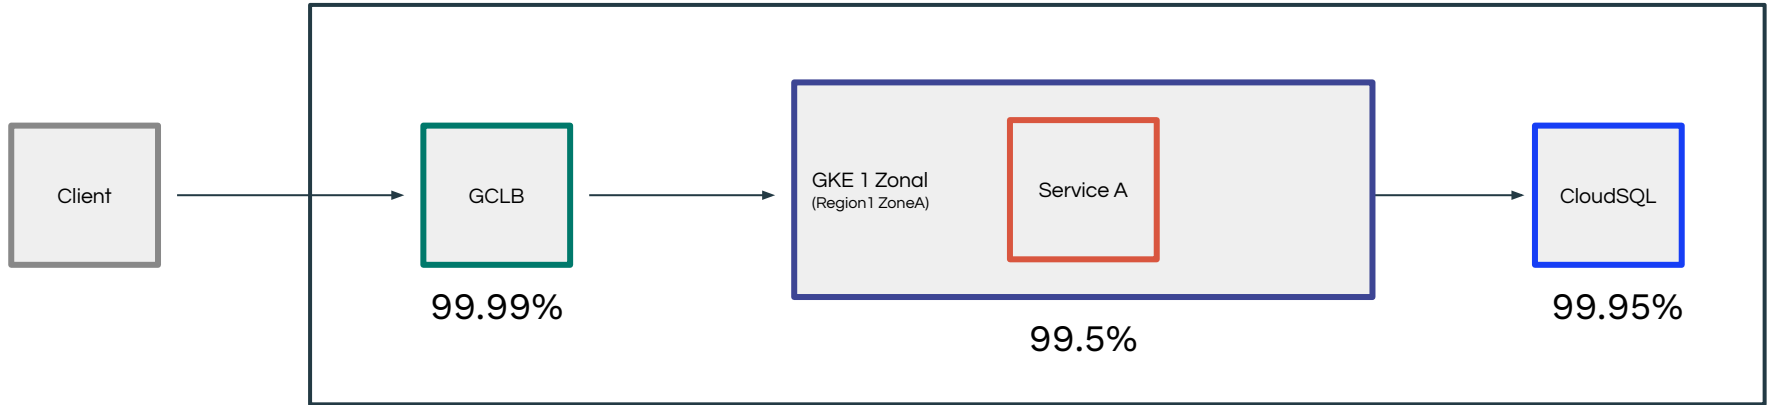 Client
GCLB
99.99%
GKE 1 Zonal
(Region1 ZoneA)
Service A
99.5%
CloudSQL
99.95%